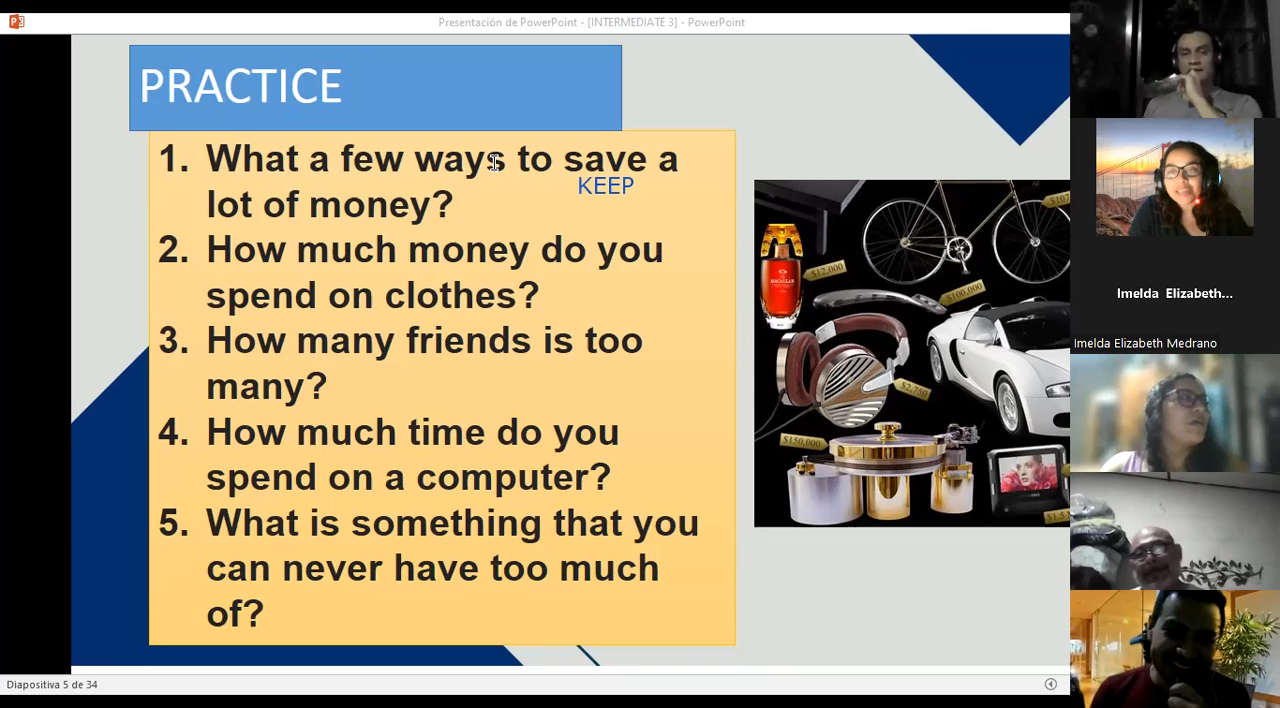 Presentación de PowerPoint - [INTERMEDIATE 3] - PowerPoint
PRACTICE
1. What a few ways to save a
KEEP
lot of money?
2. How much money do you
spend on clothes?
3. How many friends is too
many?
4. How much time do you
spend on a computer?
5. What is something that you
can never have too much
of?
$12,000
$100,000
$2,750
$150,000
Imelda Elizabeth...
Imelda Elizabeth Medrano
Diapositiva 5 de 34